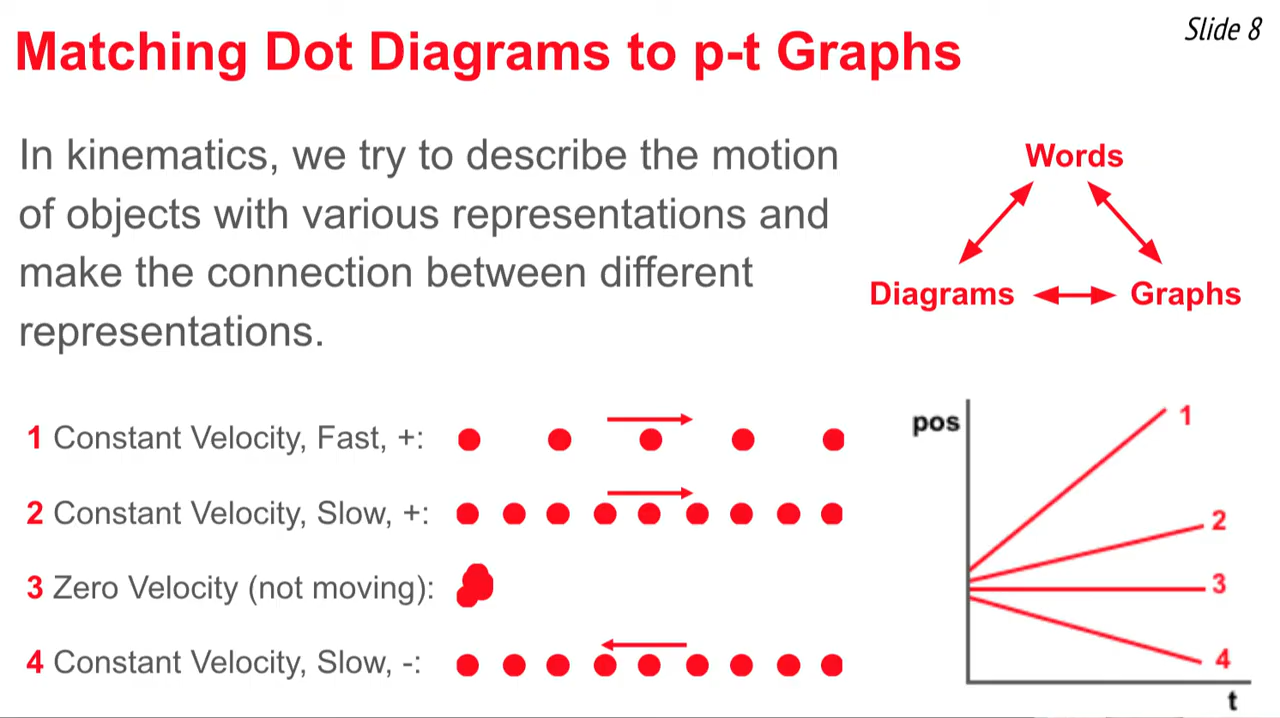 Slide 8
Matching Dot Diagrams to p-t Graphs
In kinematics, we try to describe the motion
of objects with various representations and
make the connection between different
representations.
Words
Diagrams
Graphs
1 Constant Velocity, Fast, +:
2 Constant Velocity, Slow, +:
3 Zero Velocity (not moving):
4 Constant Velocity, Slow, -:
pos
1
2
3
4
t